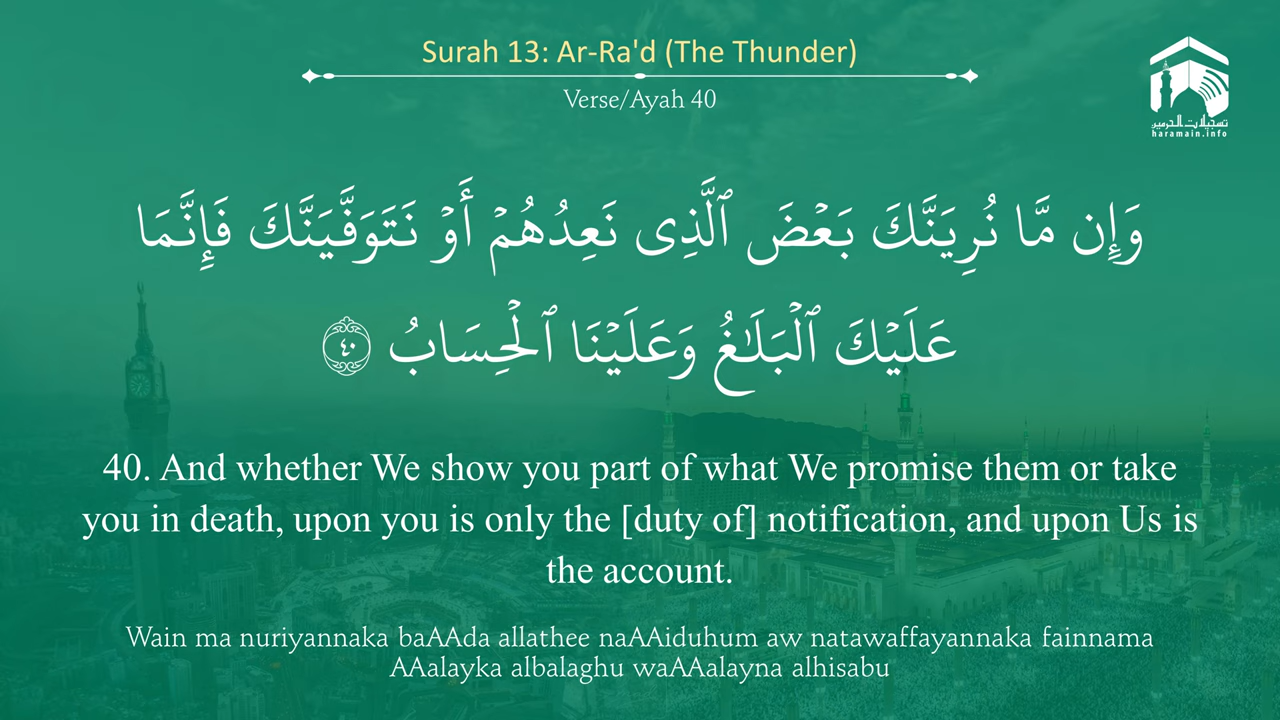 Surah 13: Ar-Ra'd (The Thunder)
Verse/Ayah 40
تسجيلات الحرمين
haramain.info
وَإِن مَّا نُرِيَنَّكَ بَعْضَ ٱلَّذِى نَعِدُهُمْ أَوْ نَتَوَفَّيَنَّكَ فَإِنَّمَا
عَلَيْكَ ٱلْبَلَـٰغُ وَعَلَيْنَا ٱلْحِسَابُ ٤٠
40. And whether We show you part of what We promise them or take
you in death, upon you is only the [duty of] notification, and upon Us is
the account.
Wain ma nuriyannaka baAAda allathee naAAiduhum aw natawaffayannaka fainnama
AAalayka albalaghu waAAalayna alhisabu